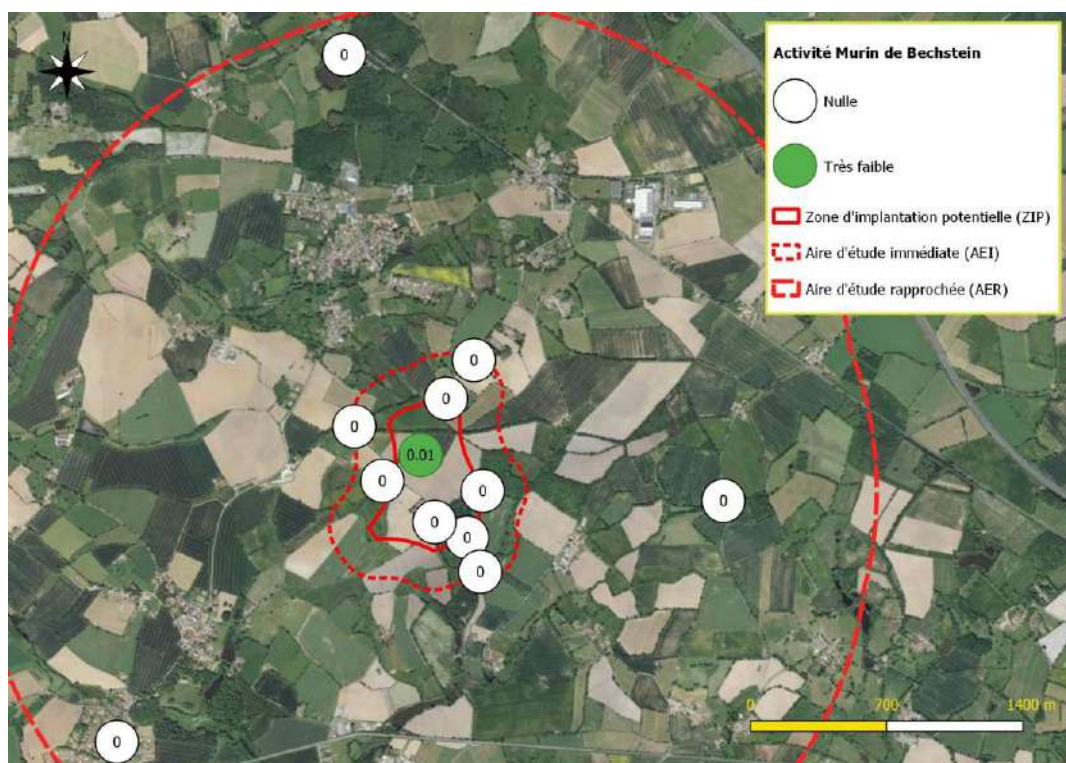 N
Activité Murin de Bechstein
Nulle
Très faible
Zone d'implantation potentielle (ZIP)
Aire d'étude immédiate (AEI)
Aire d'étude rapprochée (AER)
0
0
0
0
0.01
0
0
0
0
0
0
0
0 700 1400 m